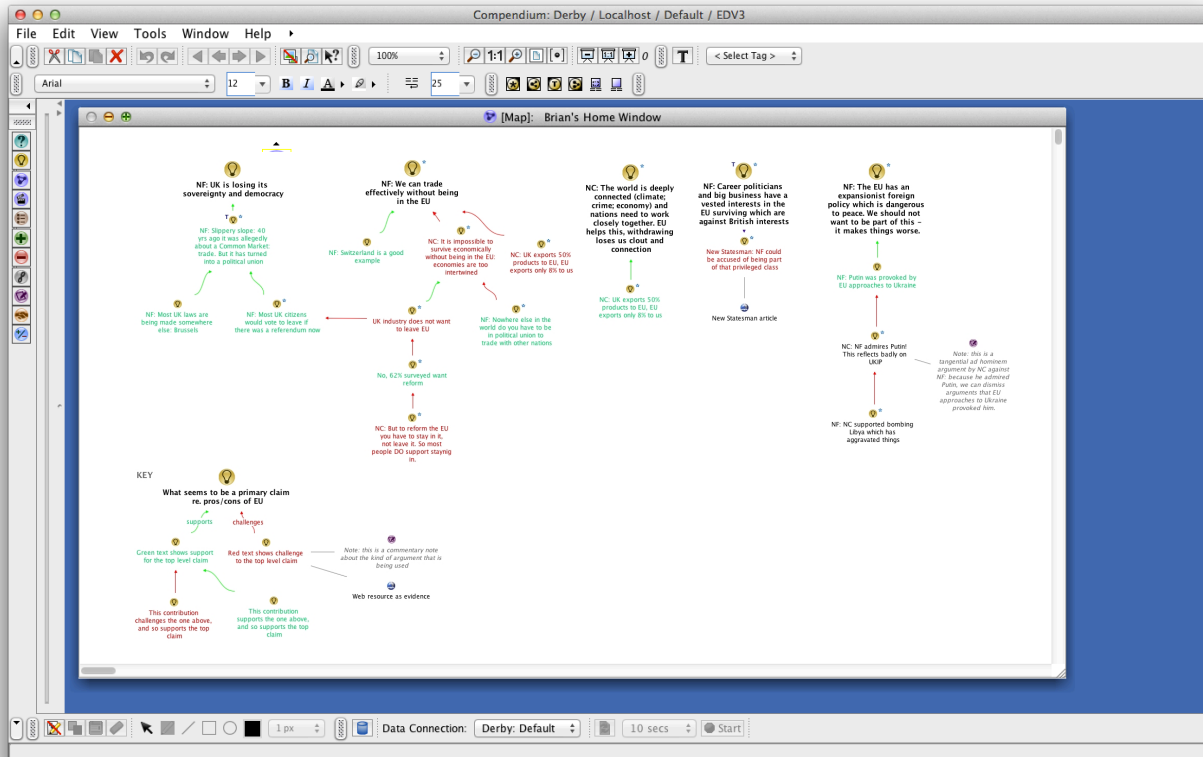 Compendium: Derby / Localhost / Default / EDV3
File Edit View Tools Window Help
100%
1:1
0
T
< Select Tag >
Arial
12
B I A
25
[Map]: Brian's Home Window
NF: UK is losing its
sovereignty and democracy
T
NF: Slippery slope: 40
yrs ago it was allegedly
about a Common Market:
trade. But it has turned
into a political union
NF: Most UK laws are
being made somewhere
else: Brussels
NF: Most UK citizens
would vote to leave if
there was a referendum now
NF: We can trade
effectively without being
in the EU
NF: Switzerland is a good
example
NC: It is impossible to
survive economically
without being in the EU:
economies are too
intertwined
NC: UK exports 50%
products to EU, EU
exports only 8% to us
UK industry does not want
to leave EU
NF: Nowhere else in the
world do you have to be
in political union to
trade with other nations
No, 62% surveyed want
reform
NC: But to reform the EU
you have to stay in it,
not leave it. So most
people DO support staynig
in.
NC: The world is deeply
connected (climate;
crime; economy) and
nations need to work
closely together. EU
helps this, withdrawing
loses us clout and
connection
NC: UK exports 50%
products to EU, EU
exports only 8% to us
T
NF: Career politicians
and big business have a
vested interests in the
EU surviving which are
against British interests
New Statesman: NF could
be accused of being part
of that privileged class
New Statesman article
NF: The EU has an
expansionist foreign
policy which is dangerous
to peace. We should not
want to be part of this -
it makes things worse.
NF: Putin was provoked by
EU approaches to Ukraine
NC: NF admires Putin!
This reflects badly on
UKIP
Note: this is a
tangential ad hominem
argument by NC against
NF: because he admired
Putin, we can dismiss
arguments that EU
approaches to Ukraine
provoked him.
NF: NC supported bombing
Libya which has
aggravated things
KEY
What seems to be a primary claim
re. pros/cons of EU
supports
challenges
Green text shows support
for the top level claim
Red text shows challenge
to the top level claim
Note: this is a commentary note
about the kind of argument that is
being used
Web resource as evidence
This contribution
challenges the one above,
and so supports the top
claim
This contribution
supports the one above,
and so supports the top
claim
1 px
Data Connection:
Derby: Default
10 secs
Start